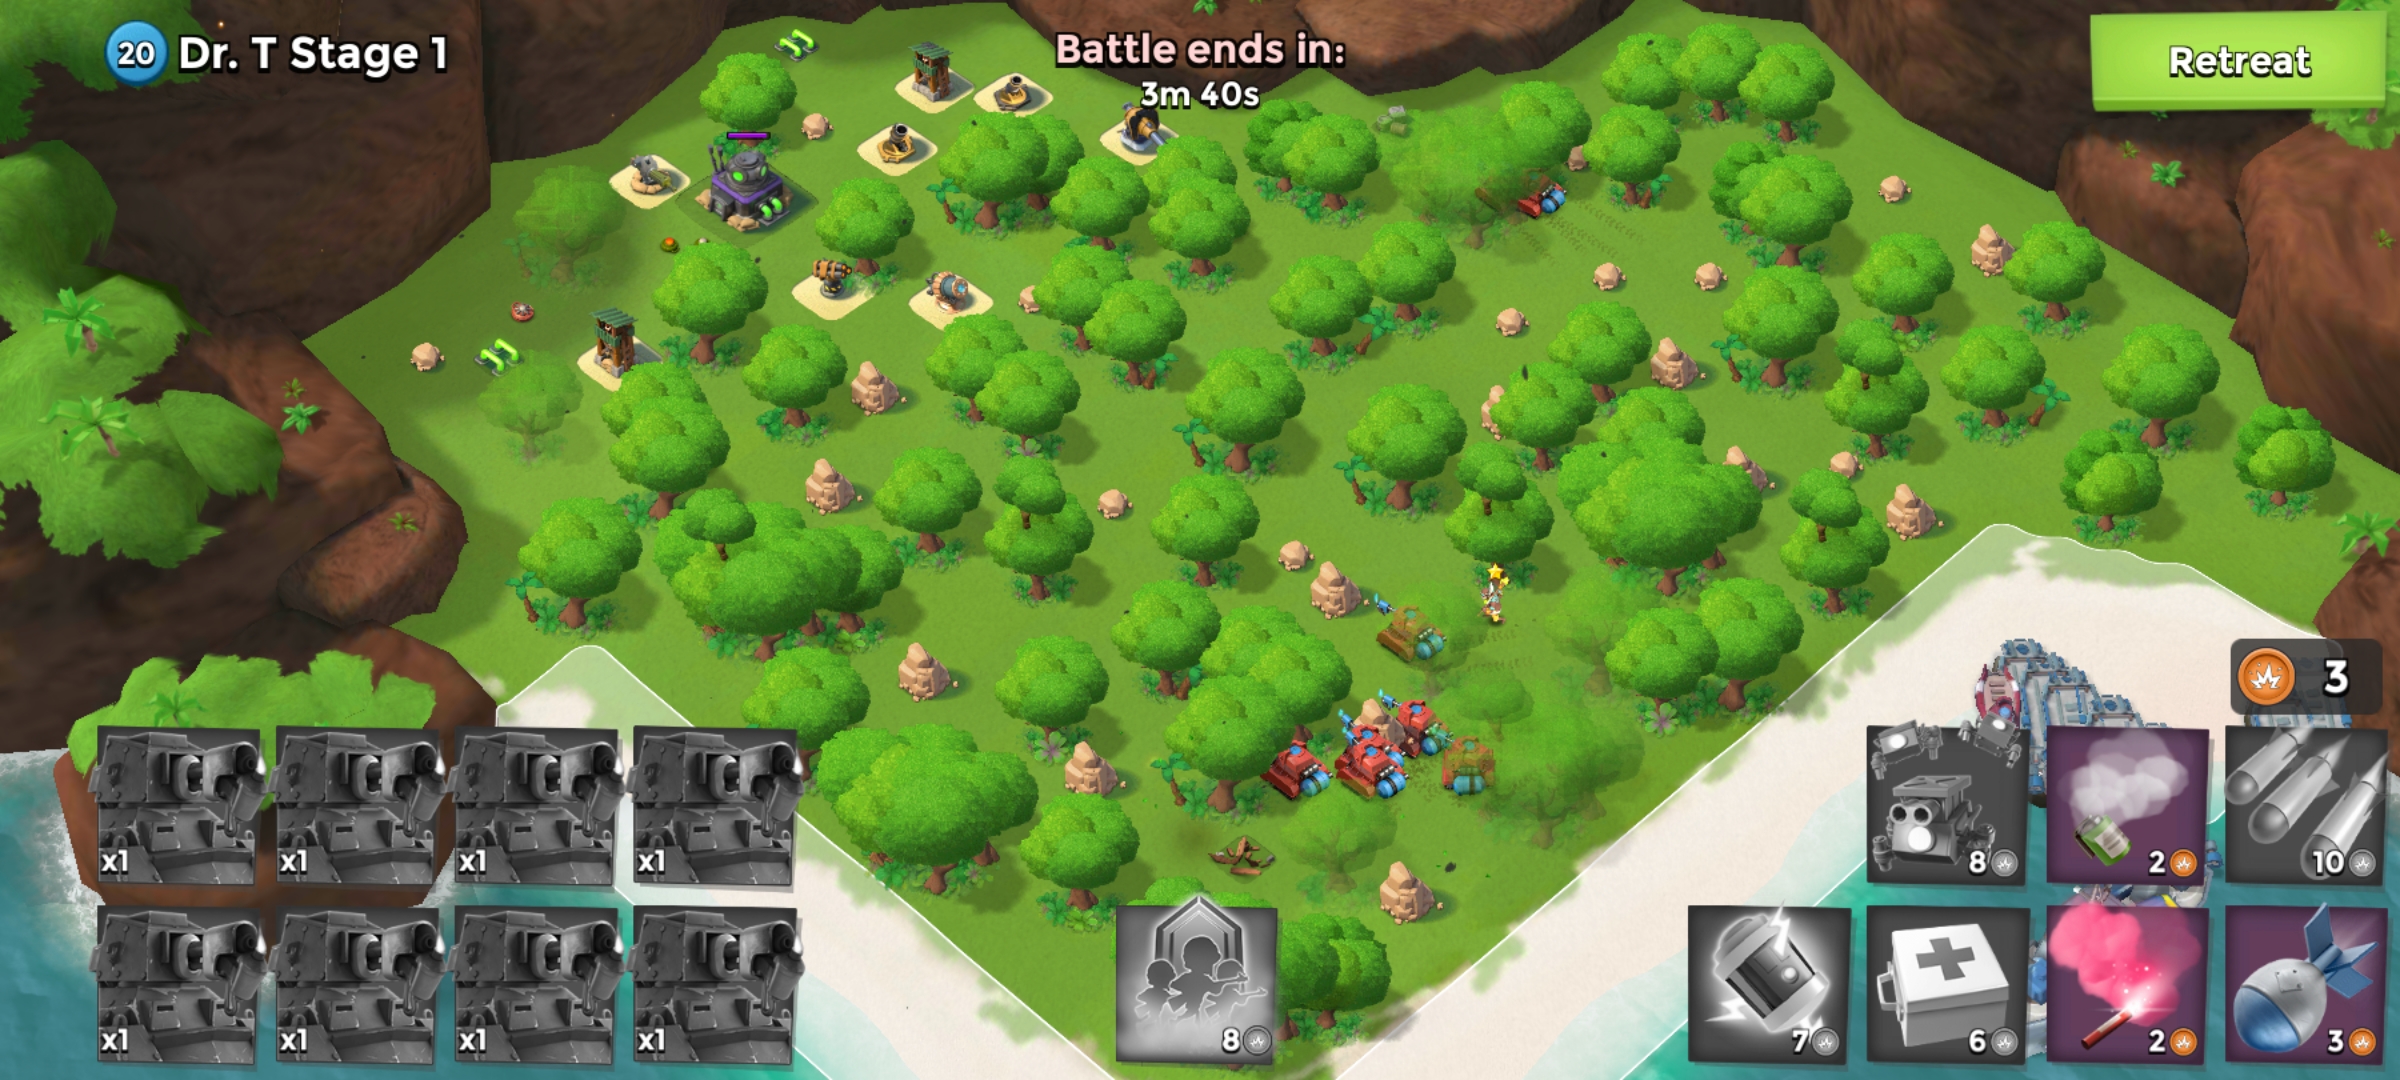 20 Dr. T Stage 1
Battle ends in:
3m 40s
Retreat
3
x1 x1 x1 x1
8 2 10
x1 x1 x1 x1
8
7 6 2 3